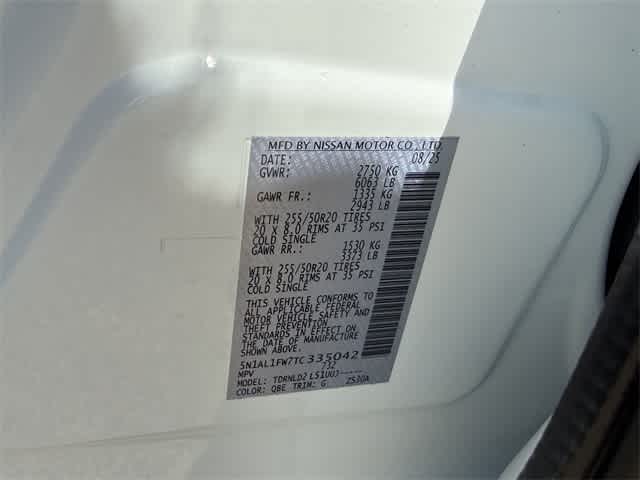 MFD BY NISSAN MOTOR CO., LTD.
DATE: 08/25
GVWR: 2750 KG
6063 LB
GAWR FR.: 1335 KG
2943 LB
WITH 255/50R20 TIRES
20 X 8.0 RIMS AT 35 PSI
COLD SINGLE
GAWR RR.: 1530 KG
3373 LB
WITH 255/50R20 TIRES
20 X 8.0 RIMS AT 35 PSI
COLD SINGLE
THIS VEHICLE CONFORMS TO
ALL APPLICABLE FEDERAL
MOTOR VEHICLE SAFETY AND
THEFT PREVENTION
STANDARDS IN EFFECT ON
THE DATE OF MANUFACTURE
SHOWN ABOVE.
5N1AL1FW7TC335042
MPV 732
MODEL: TDRNLD2
COLOR: QBE TRIM: G ZS30A